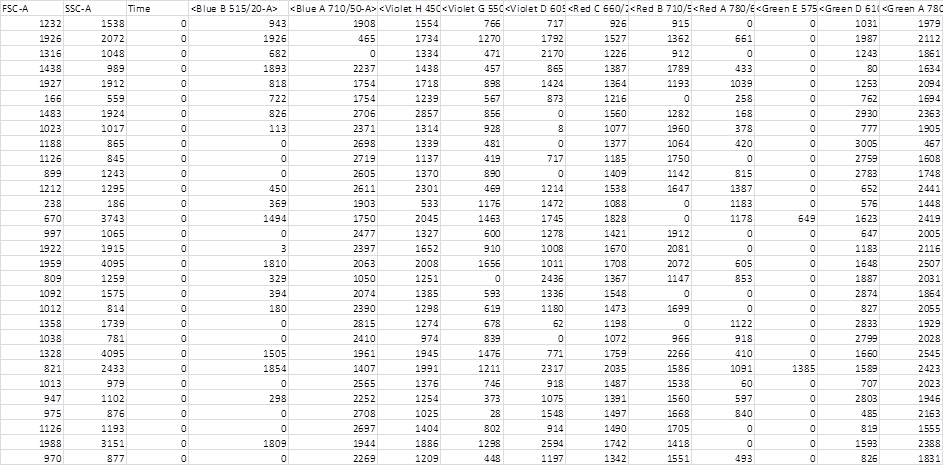 FSC-A SSC-A Time <Blue B 515/20-A> <Blue A 710/50-A> <Violet H 450 <Violet G 550 <Violet D 605 <Red C 660/2 <Red B 710/5 <Red A 780/6 <Green E 575 <Green D 610 <Green A 780
1232 1538 0 943 1908 1554 766 717 926 915 0 0 1031 1979
1926 2072 0 1926 465 1734 1270 1792 1527 1362 661 0 1987 2112
1316 1048 0 682 0 1334 471 2170 1226 912 0 0 1243 1861
1438 989 0 1893 2237 1438 457 865 1387 1789 433 0 80 1634
1927 1912 0 818 1754 1718 898 1424 1364 1193 1039 0 1253 2094
166 559 0 722 1754 1239 567 873 1216 0 258 0 762 1694
1483 1924 0 826 2706 2857 856 0 1560 1282 168 0 2930 2363
1023 1017 0 113 2371 1314 928 8 1077 1960 378 0 777 1905
1188 865 0 0 2698 1339 481 0 1377 1064 420 0 3005 467
1126 845 0 0 2719 1137 419 717 1185 1750 0 0 2759 1608
899 1243 0 0 2605 1370 890 0 1409 1142 815 0 2783 1748
1212 1295 0 450 2611 2301 469 1214 1538 1647 1387 0 652 2441
238 186 0 369 1903 533 1176 1472 1088 0 1183 0 576 1448
670 3743 0 1494 1750 2045 1463 1745 1828 0 1178 649 1623 2419
997 1065 0 0 2477 1327 600 1278 1421 1912 0 0 647 2005
1922 1915 0 3 2397 1652 910 1008 1670 2081 0 0 1183 2116
1959 4095 0 1810 2063 2008 1656 1011 1708 2072 605 0 1648 2507
809 1259 0 329 1050 1251 0 2436 1367 1147 853 0 1887 2031
1092 1575 0 394 2074 1385 593 1336 1548 0 0 0 2874 1864
1012 814 0 180 2390 1298 619 1180 1473 1699 0 0 827 2055
1358 1739 0 0 2815 1274 678 62 1198 0 1122 0 2833 1929
1038 781 0 0 2410 974 839 0 1072 966 918 0 2799 2028
1328 4095 0 1505 1961 1945 1476 771 1759 2266 410 0 1660 2545
821 2433 0 1854 1407 1991 1211 2317 2035 1586 1091 1385 1589 2423
1013 979 0 0 2565 1376 746 918 1487 1538 60 0 707 2023
947 1102 0 298 2252 1254 373 1075 1391 1560 597 0 2803 1946
975 876 0 0 2708 1025 28 1548 1497 1668 840 0 485 2163
1126 1193 0 0 2697 1404 802 914 1490 1705 0 0 819 1555
1988 3151 0 1809 1944 1886 1298 2594 1742 1418 0 0 1593 2388
970 877 0 0 2269 1209 448 1197 1342 1551 493 0 826 1831